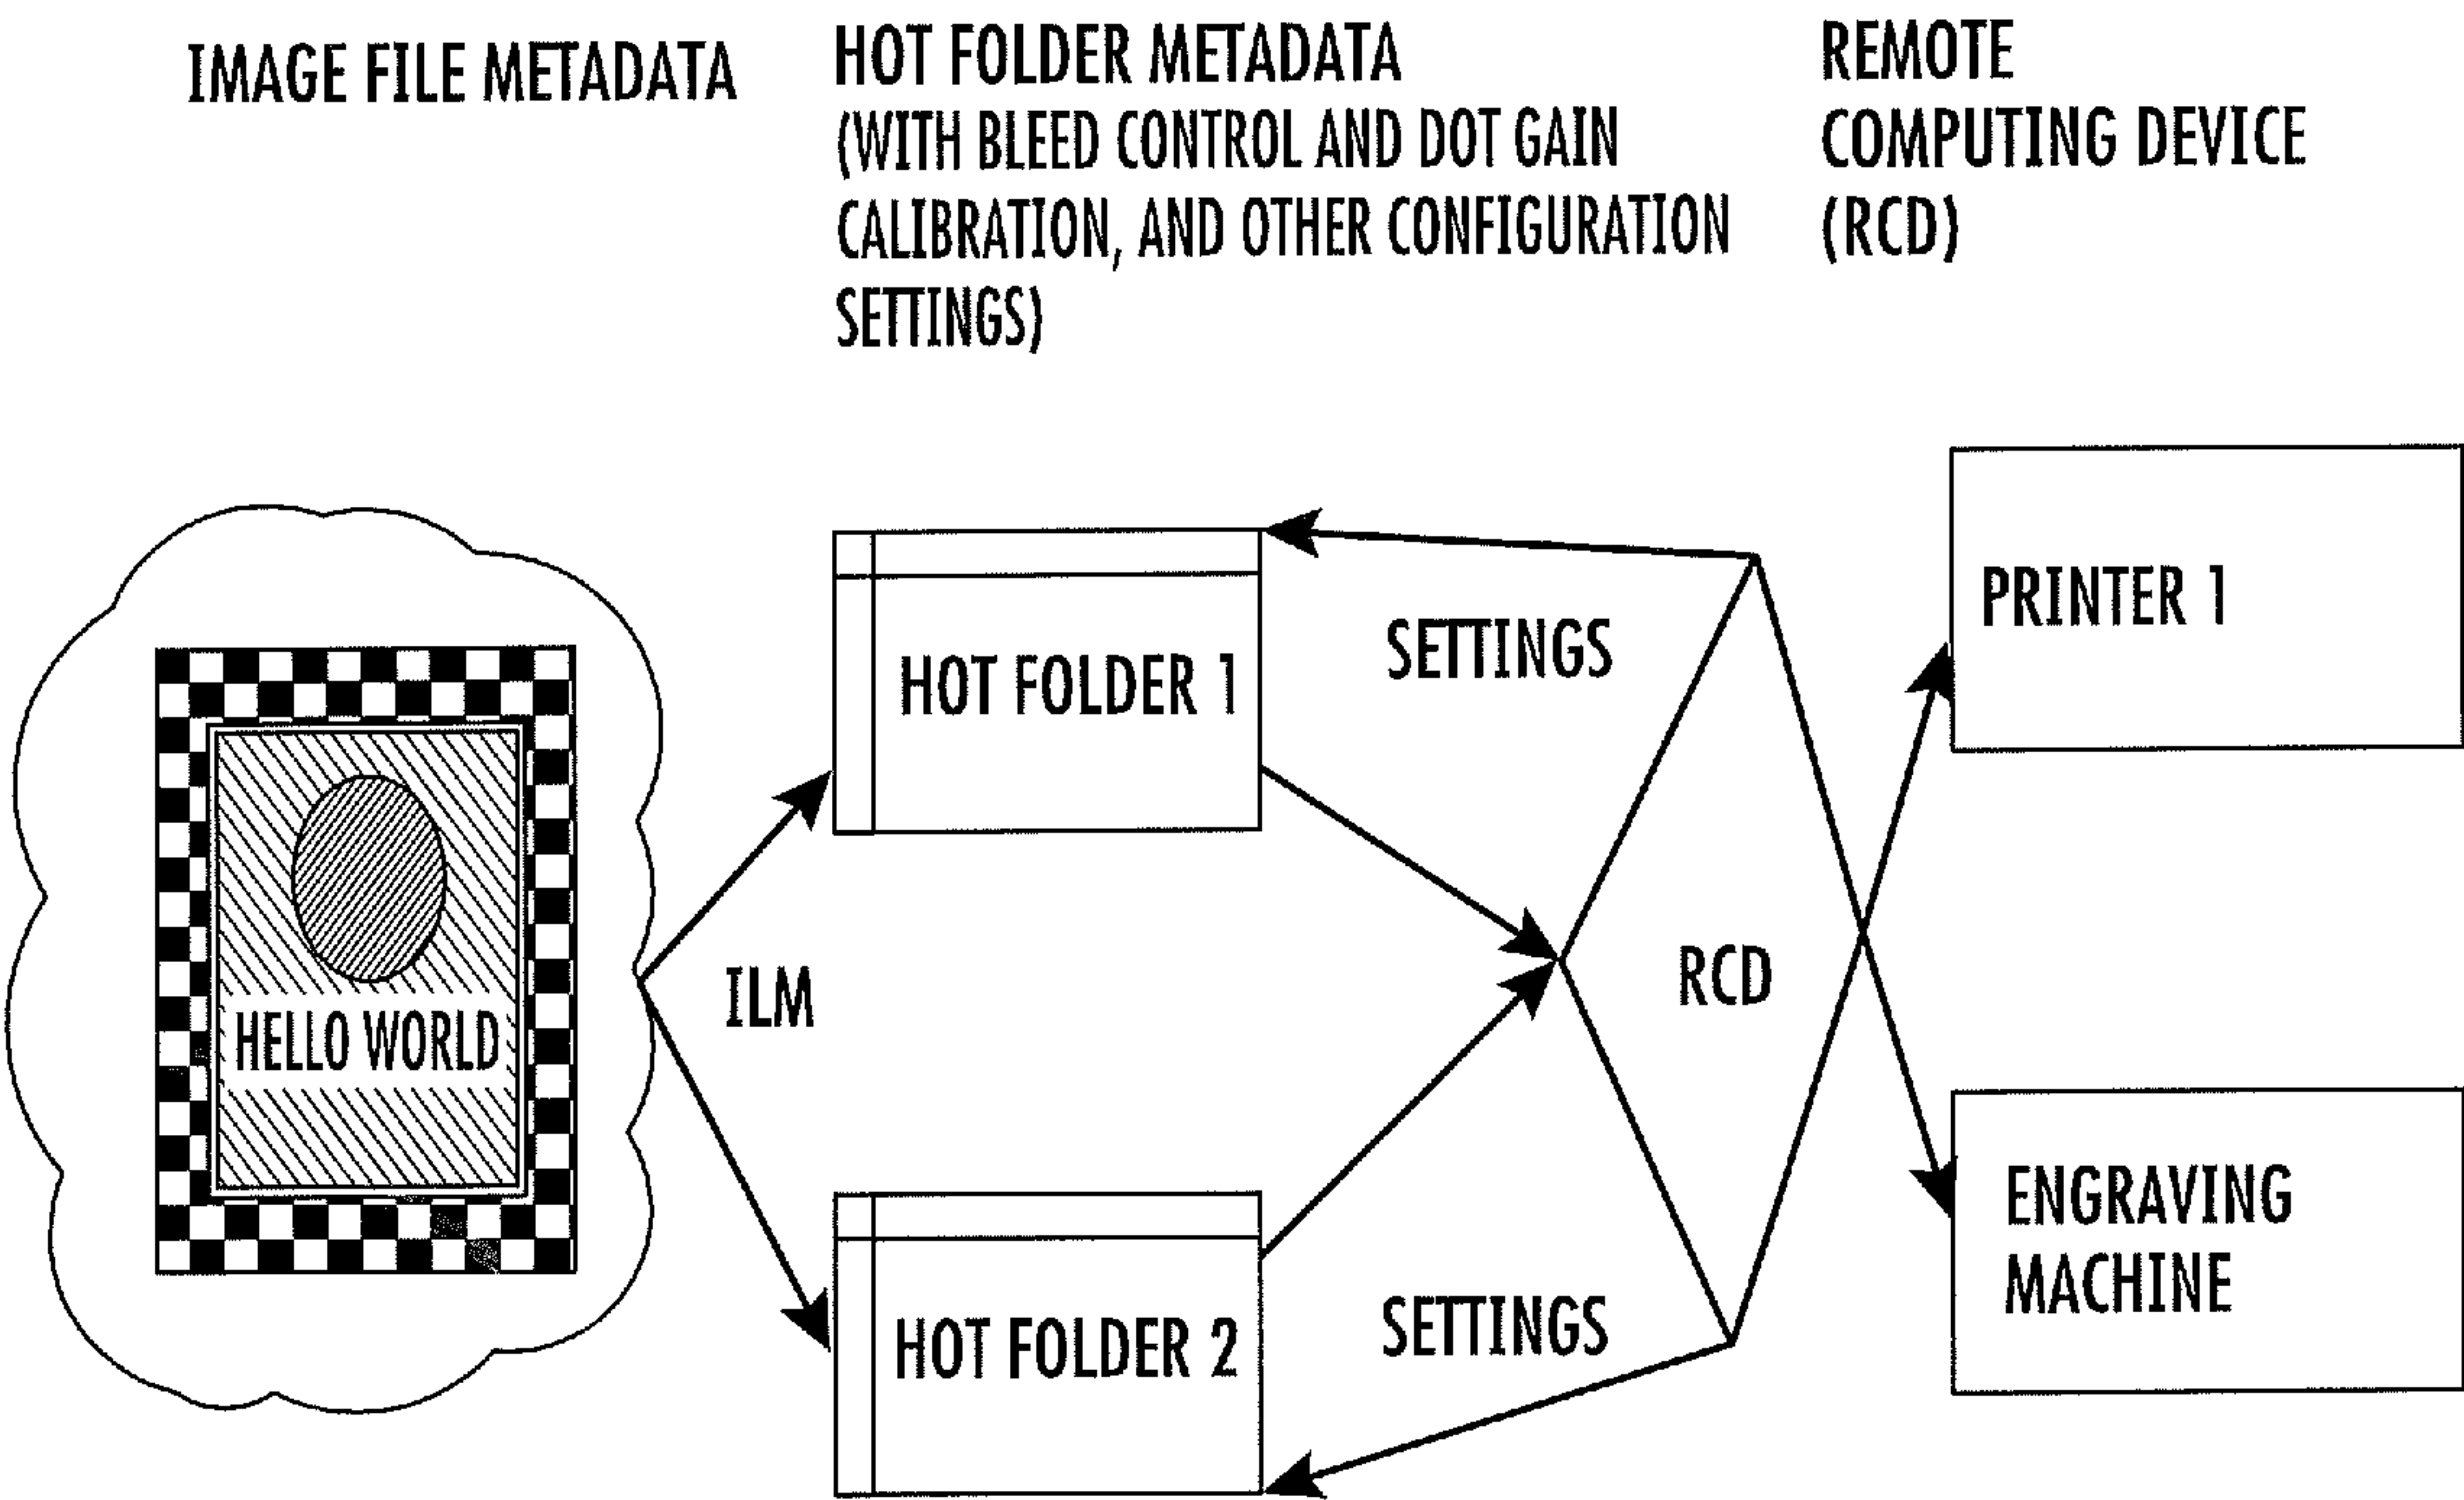 IMAGE FILE METADATA
HOT FOLDER METADATA
(WITH BLEED CONTROL AND DOT GAIN
CALIBRATION, AND OTHER CONFIGURATION
SETTINGS)
REMOTE
COMPUTING DEVICE
(RCD)
HELLO WORLD
ILM
HOT FOLDER 1
HOT FOLDER 2
SETTINGS
SETTINGS
RCD
PRINTER 1
ENGRAVING
MACHINE